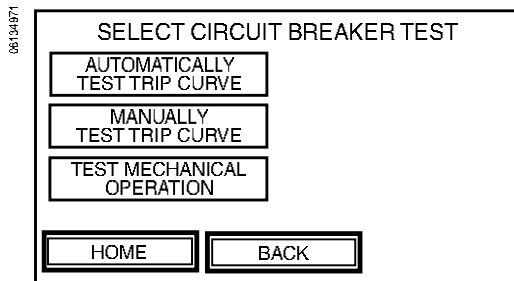 06134971
SELECT CIRCUIT BREAKER TEST
AUTOMATICALLY
TEST TRIP CURVE
MANUALLY
TEST TRIP CURVE
TEST MECHANICAL
OPERATION
HOME
BACK